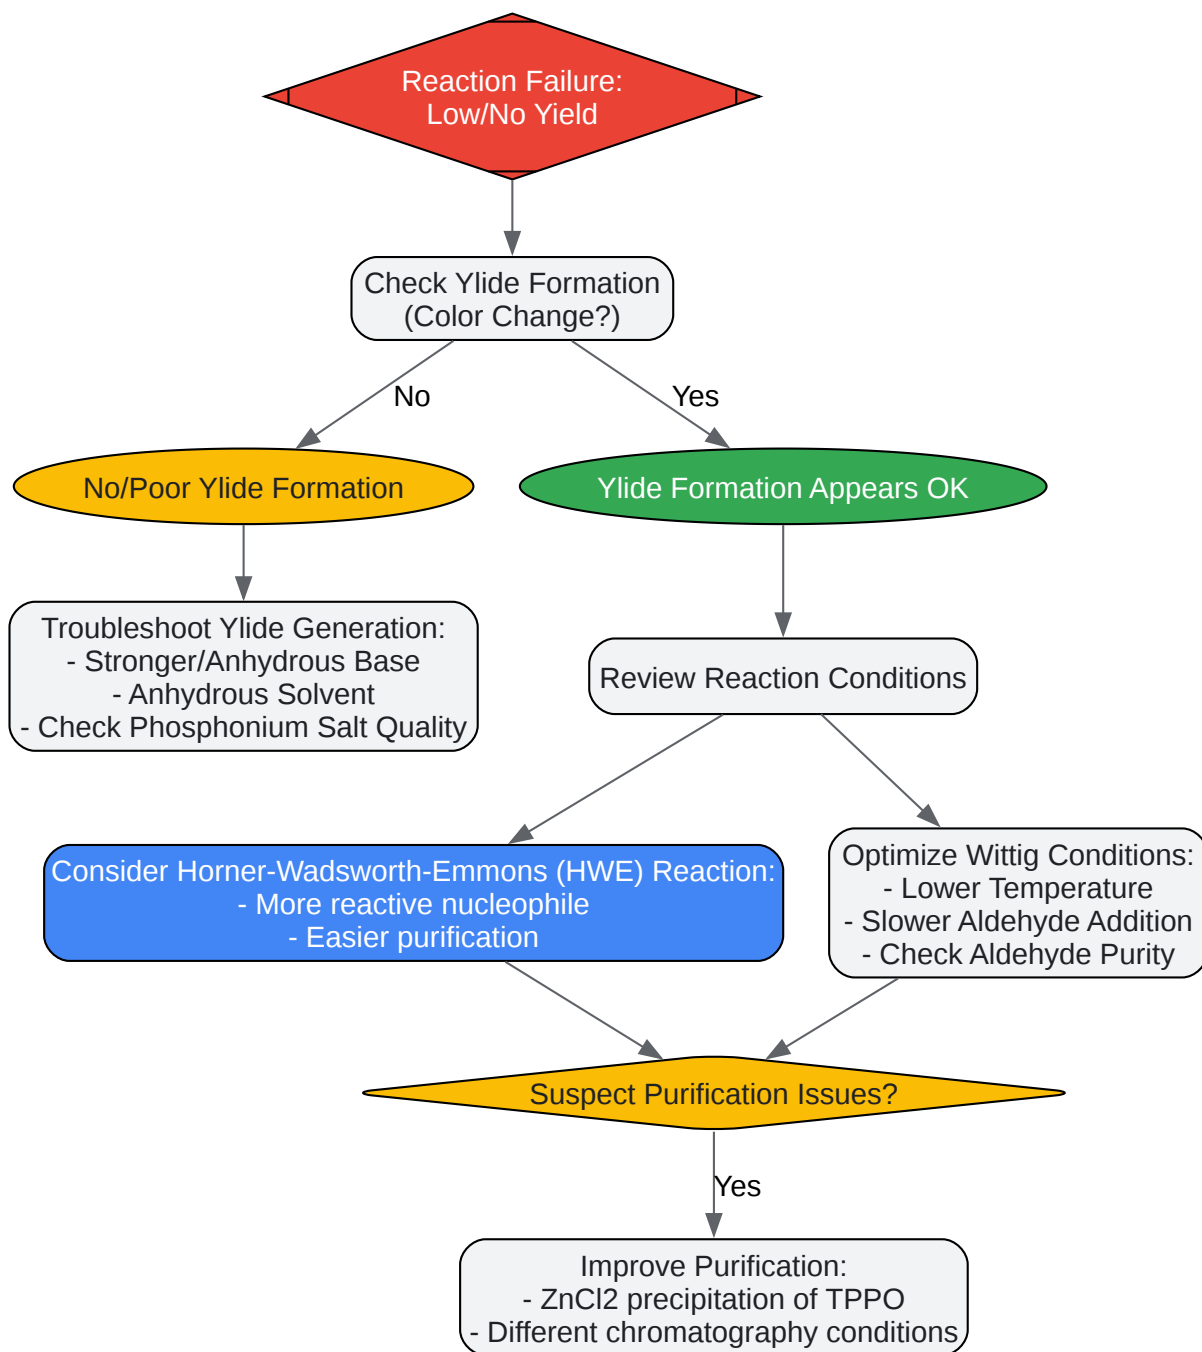 Reaction Failure:
Low/No Yield
Check Ylide Formation
(Color Change?)
No
Yes
No/Poor Ylide Formation
Ylide Formation Appears OK
Troubleshoot Ylide Generation:
- Stronger/Anhydrous Base
- Anhydrous Solvent
- Check Phosphonium Salt Quality
Review Reaction Conditions
Consider Horner-Wadsworth-Emmons (HWE) Reaction:
- More reactive nucleophile
- Easier purification
Optimize Wittig Conditions:
- Lower Temperature
- Slower Aldehyde Addition
- Check Aldehyde Purity
Suspect Purification Issues?
Yes
Improve Purification:
- ZnCl2 precipitation of TPPO
- Different chromatography conditions